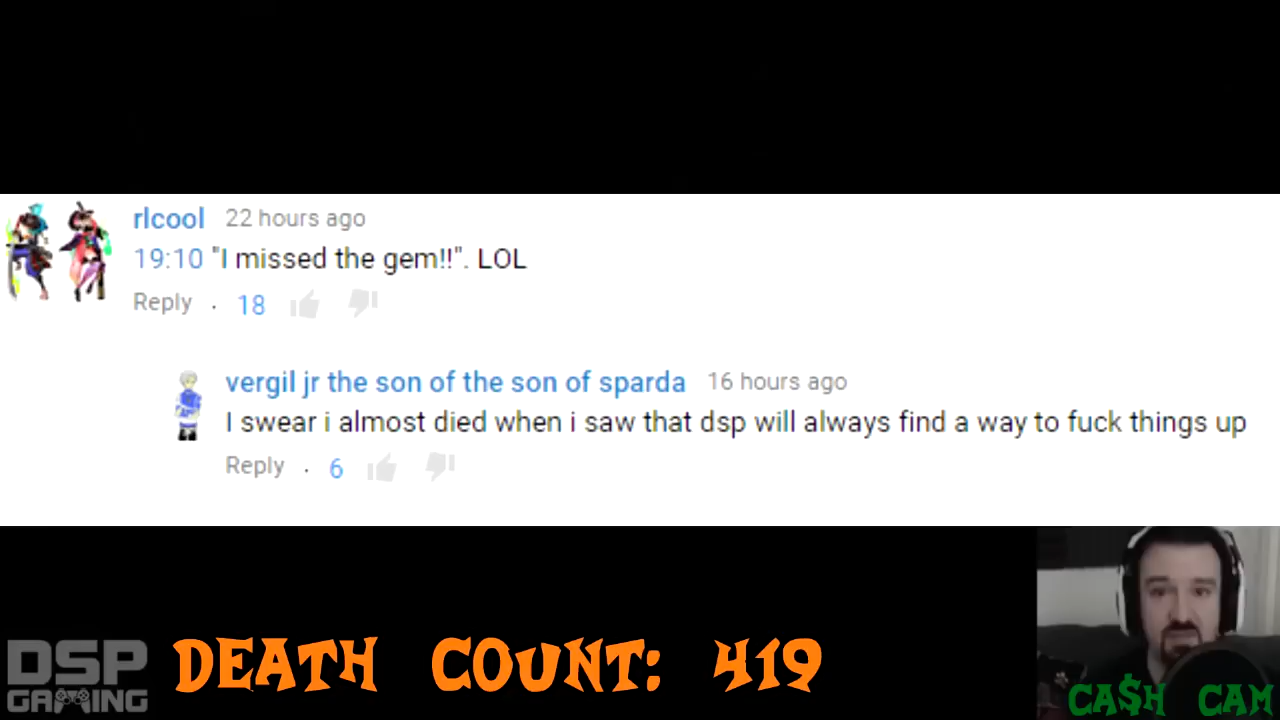 rlcool 22 hours ago
19:10 "I missed the gem!!". LOL
Reply . 18
vergil jr the son of the son of sparda 16 hours ago
I swear i almost died when i saw that dsp will always find a way to fuck things up
Reply . 6
DSP
GAMING
DEATH COUNT: 419
CA$H CAM